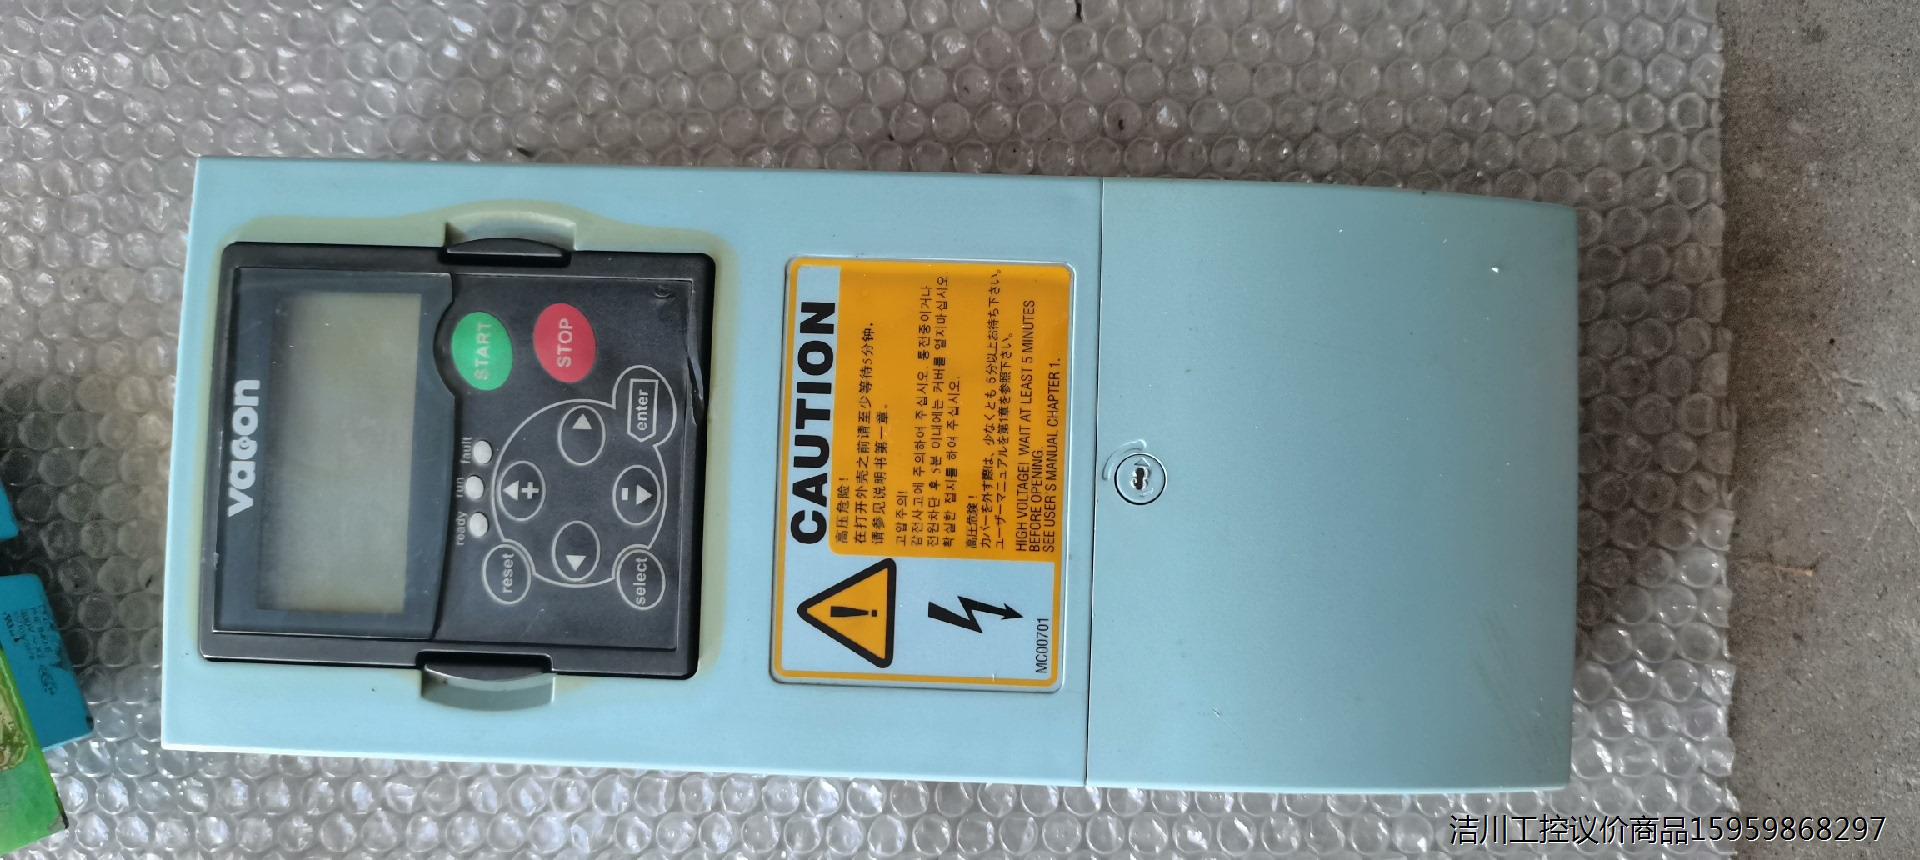 vacon
ready
run
fault
START
STOP
reset
select
enter
+
-
CAUTION
高压危险！
在打开外壳之前请至少等待5分钟.
请参见说明书第一章.
고압주의!
감전사고에 주의하여 주십시오. 통전중이거나
전원차단 후 5분 이내에는 커버를 열지마십시오
확실한 접지를 하여 주십시오.
高圧危険！
カバーを外す際は、少なくとも5分以上お待ち下さい。
ユーザーマニュアルを第1章を参照下さい。
HIGH VOLTAGE! WAIT AT LEAST 5 MINUTES
BEFORE OPENING.
SEE USER'S MANUAL CHAPTER 1.
MC00701
洁川工控议价商品15959868297